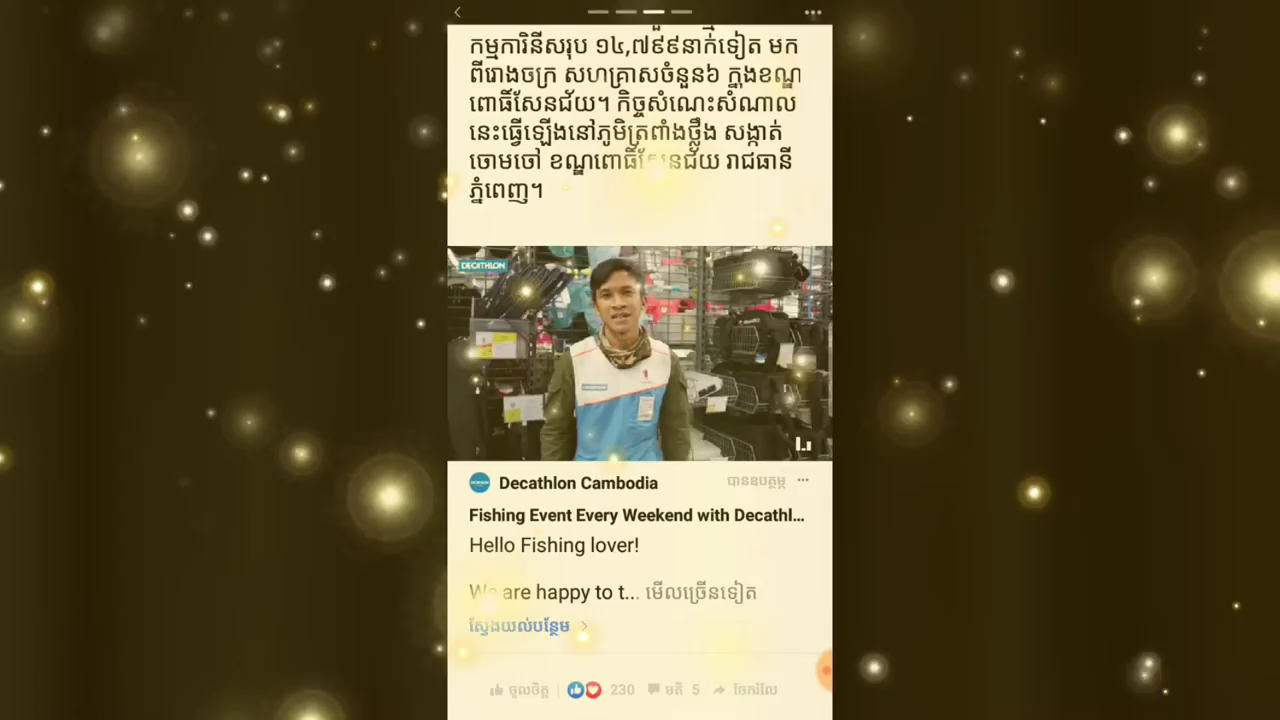 កម្មការិនីសរុប ១៤,៧៩៩នាក់ទៀត មក
ពីរោងចក្រ សហគ្រាសចំនួន៦ ក្នុងខណ្ឌ
ពោធិ៍សែនជ័យ។ កិច្ចសំណេះសំណាល
នេះធ្វើឡើងនៅភូមិត្រពាំងថ្លឹង សង្កាត់
ចោមចៅ ខណ្ឌពោធិ៍សែនជ័យ រាជធានី
ភ្នំពេញ។
DECATHLON
Decathlon Cambodia
បានឧបត្ថម្ភ
Fishing Event Every Weekend with Decathl...
Hello Fishing lover!
We are happy to t... មើលច្រើនទៀត
ស្វែងយល់បន្ថែម
ចូលចិត្ត 230 មតិ 5 ចែករំលែ